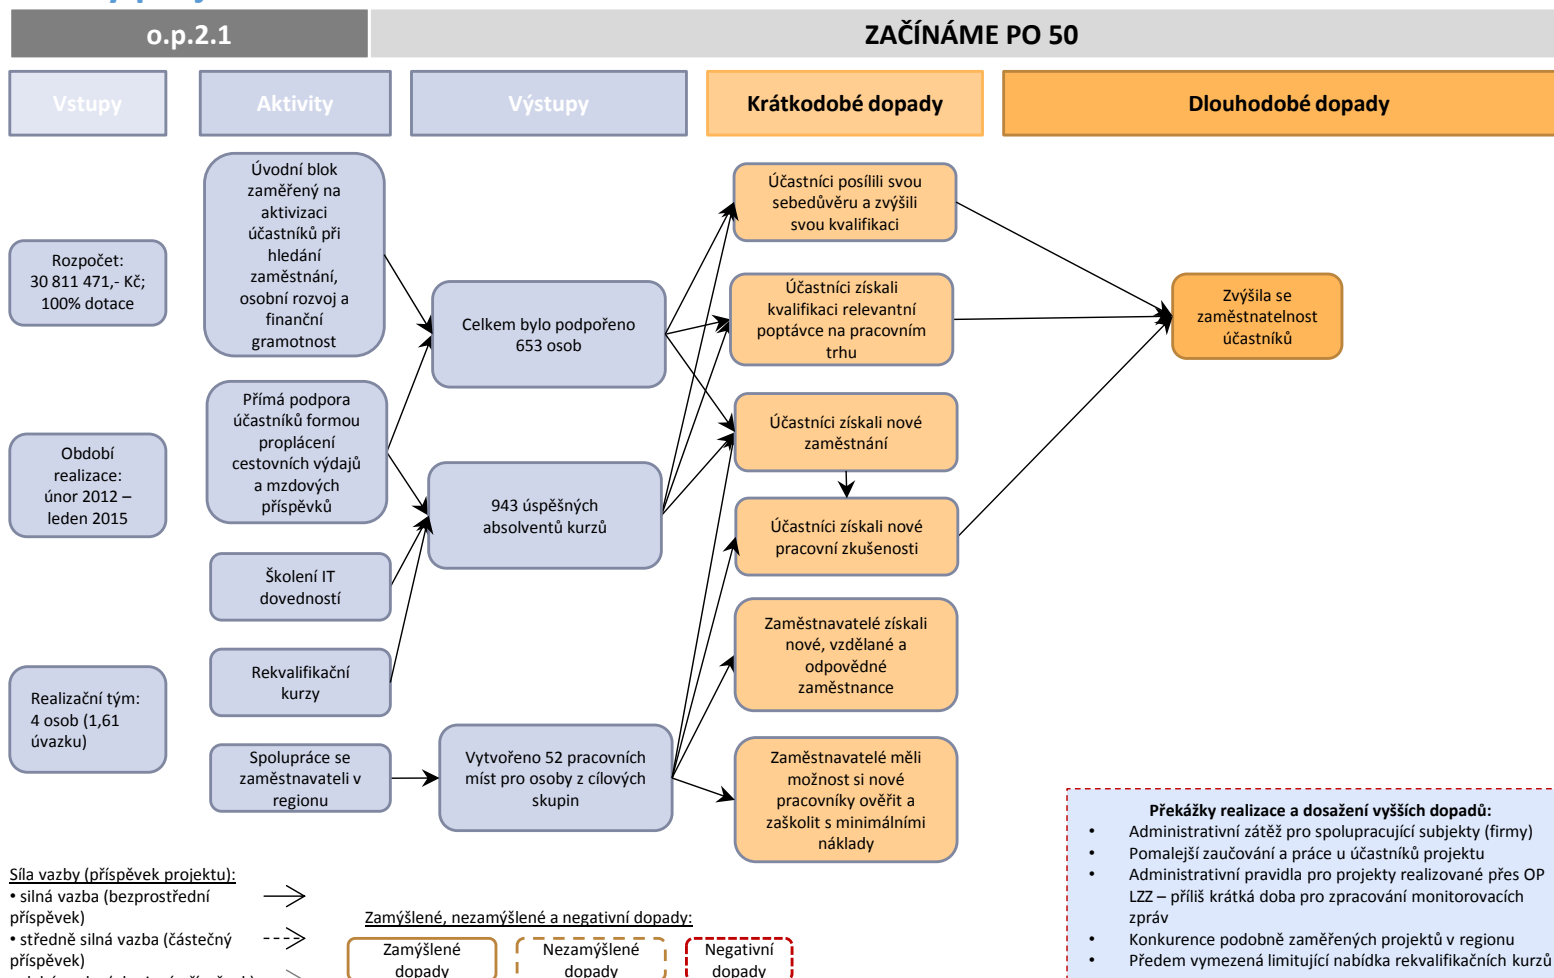 o.p.2.1
ZAČÍNÁME PO 50
Vstupy
Aktivity
Výstupy
Krátkodobé dopady
Dlouhodobé dopady
Rozpočet:
30 811 471,- Kč;
100% dotace
Období
realizace:
únor 2012 –
leden 2015
Realizační tým:
4 osob (1,61
úvazku)
Úvodní blok
zaměřený na
aktivizaci
účastníků při
hledání
zaměstnání,
osobní rozvoj a
finanční
gramotnost
Přímá podpora
účastníků formou
proplácení
cestovních výdajů
a mzdových
příspěvků
Školení IT
dovedností
Rekvalifikační
kurzy
Spolupráce se
zaměstnavateli v
regionu
Celkem bylo podpořeno
653 osob
943 úspěšných
absolventů kurzů
Vytvořeno 52 pracovních
míst pro osoby z cílových
skupin
Účastníci posílili svou
sebedůvěru a zvýšili
svou kvalifikaci
Účastníci získali
kvalifikaci relevantní
poptávce na pracovním
trhu
Účastníci získali nové
zaměstnání
Účastníci získali nové
pracovní zkušenosti
Zaměstnavatelé získali
nové, vzdělané a
odpovědné
zaměstnance
Zaměstnavatelé měli
možnost si nové
pracovníky ověřit a
zaškolit s minimálními
náklady
Zvýšila se
zaměstnatelnost
účastníků
Překážky realizace a dosažení vyšších dopadů:
• Administrativní zátěž pro spolupracující subjekty (firmy)
• Pomalejší zaučování a práce u účastníků projektu
• Administrativní pravidla pro projekty realizované přes OP
LZZ – příliš krátká doba pro zpracování monitorovacích
zpráv
• Konkurence podobně zaměřených projektů v regionu
• Předem vymezená limitující nabídka rekvalifikačních kurzů
Síla vazby (příspěvek projektu):
• silná vazba (bezprostřední
příspěvek)
• středně silná vazba (částečný
příspěvek)
Zamýšlené, nezamýšlené a negativní dopady:
Zamýšlené
dopady
Nezamýšlené
dopady
Negativní
dopady